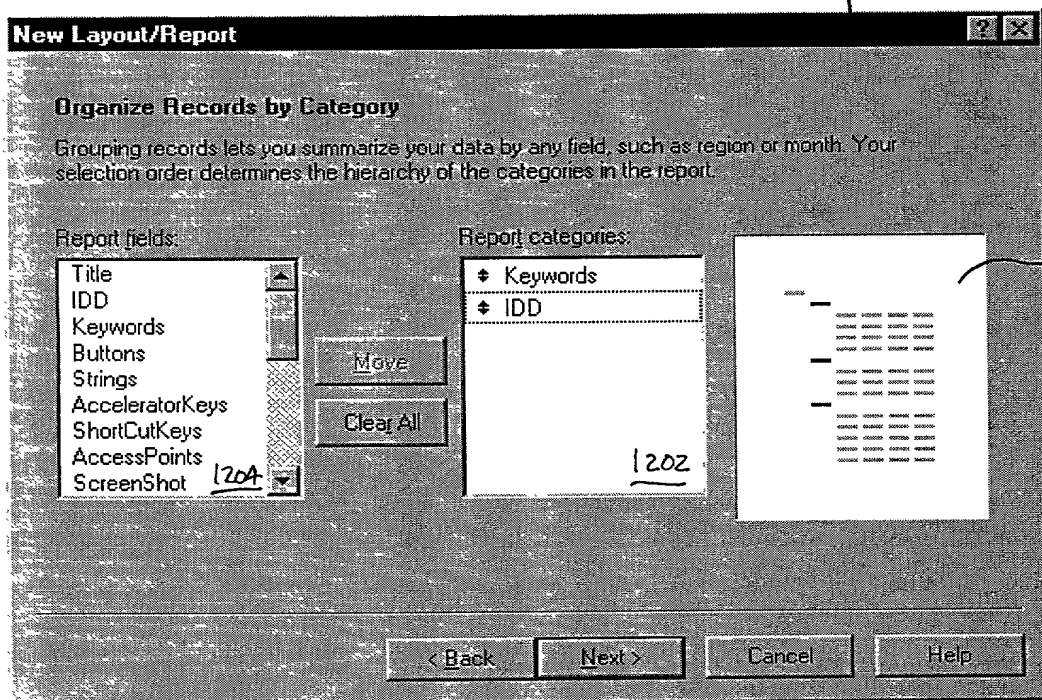 New Layout/Report
Organize Records by Category
Grouping records lets you summarize your data by any field, such as region or month. Your
selection order determines the hierarchy of the categories in the report.
Report fields:
Title
IDD
Keywords
Buttons
Strings
AcceleratorKeys
ShortCutKeys
AccessPoints
ScreenShot
1204
Move
Clear All
Report categories:
Keywords
IDD
1202
< Back
Next >
Cancel
Help